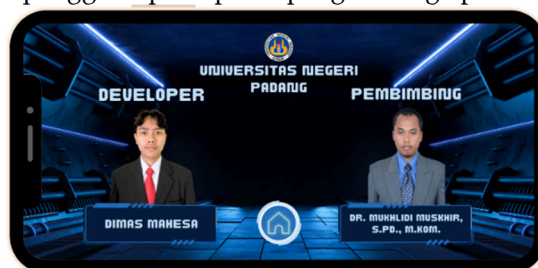 UNIVERSITAS NEGERI
PADANG
DEVELOPER
PEMBIMBING
DIMAS MAHESA
DR. MUKHLIDI MUSKHIR,
S.PD., M.KOM.